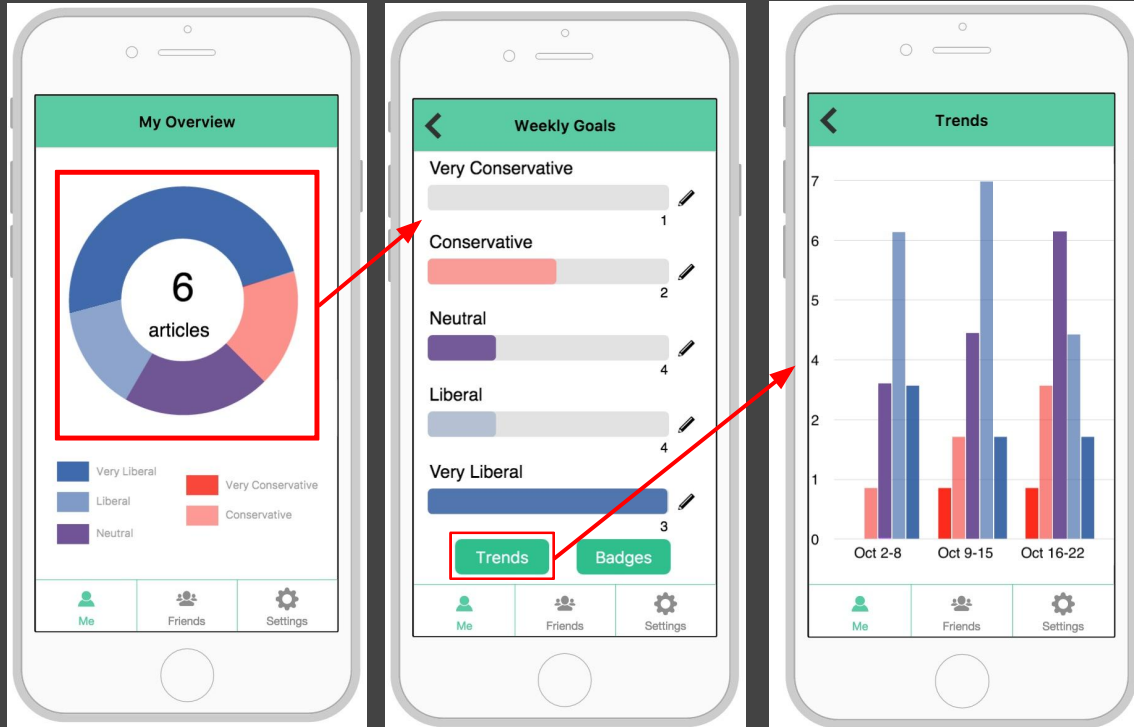 My Overview
6
articles
Very Liberal
Liberal
Neutral
Very Conservative
Conservative
Me
Friends
Settings
Weekly Goals
Very Conservative
1
Conservative
2
Neutral
4
Liberal
4
Very Liberal
3
Trends
Badges
Me
Friends
Settings
Trends
7
6
5
4
2
1
0
Oct 2-8
Oct 9-15
Oct 16-22
Me
Friends
Settings